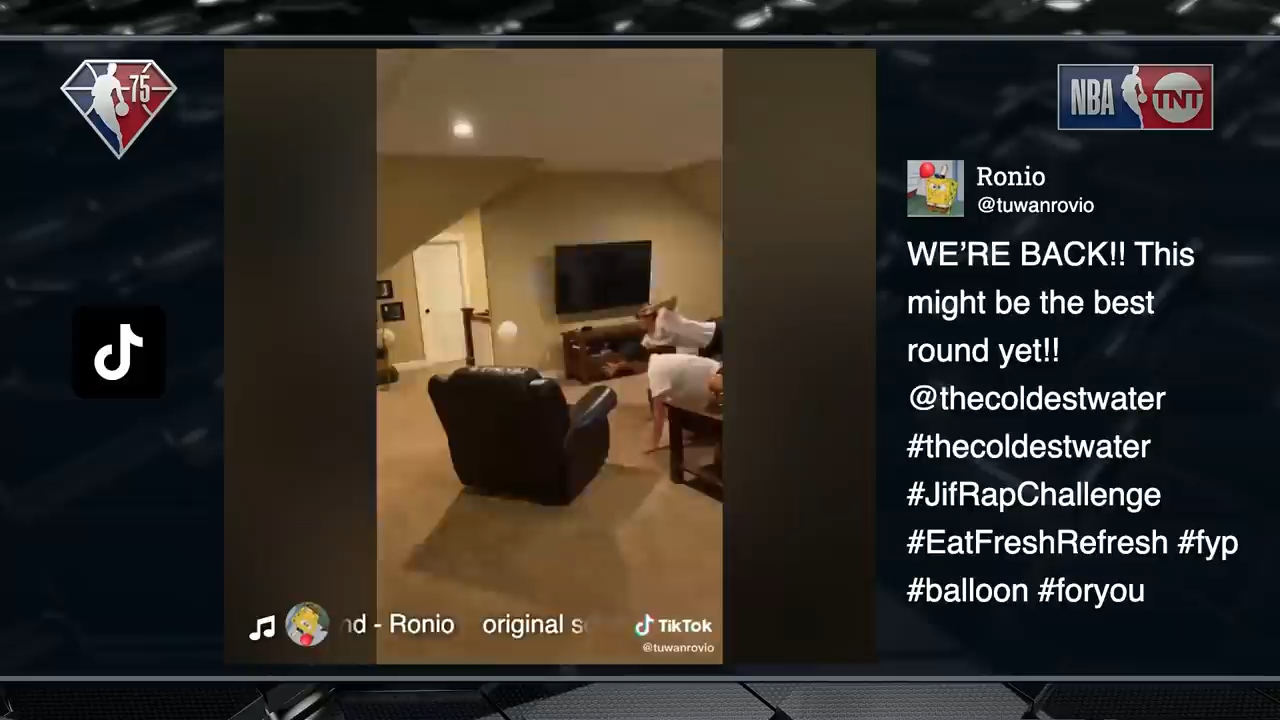 75
NBA TNT
Ronio
@tuwanrovio
WE’RE BACK!! This
might be the best
round yet!!
@thecoldestwater
#thecoldestwater
#JifRapChallenge
#EatFreshRefresh #fyp
#balloon #foryou
nd - Ronio original s
TikTok
@tuwanrovio